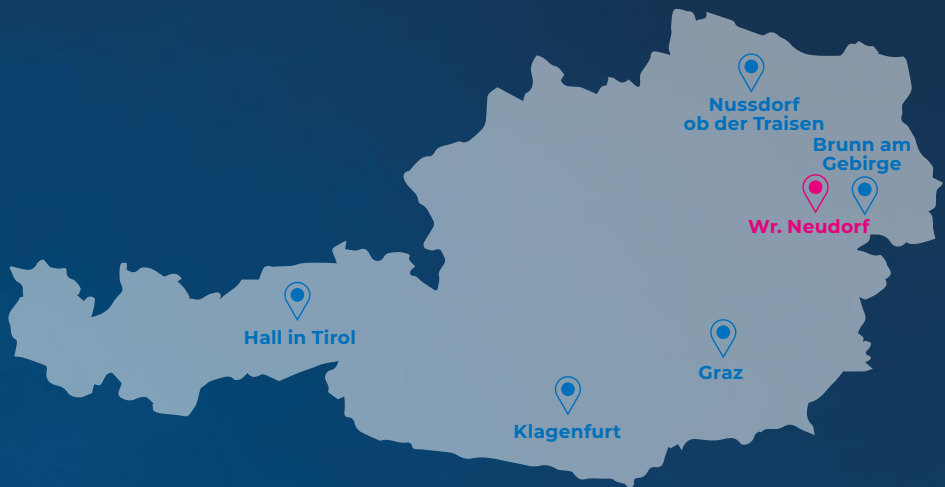 Nussdorf
ob der Traisen
Brunn am
Gebirge
Wr. Neudorf
Hall in Tirol
Graz
Klagenfurt